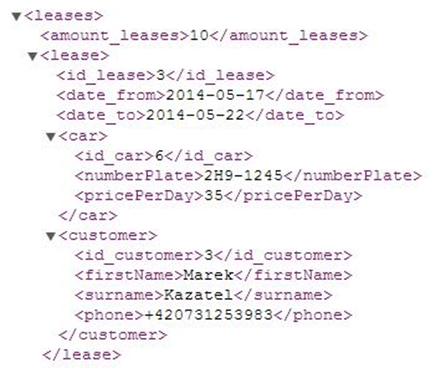 ▼<leases>
<amount_leases>10</amount_leases>
▼<lease>
<id_lease>3</id_lease>
<date_from>2014-05-17</date_from>
<date_to>2014-05-22</date_to>
▼<car>
<id_car>6</id_car>
<numberPlate>2H9-1245</numberPlate>
<pricePerDay>35</pricePerDay>
</car>
▼<customer>
<id_customer>3</id_customer>
<firstName>Marek</firstName>
<surname>Kazatel</surname>
<phone>+420731253983</phone>
</customer>
</lease>